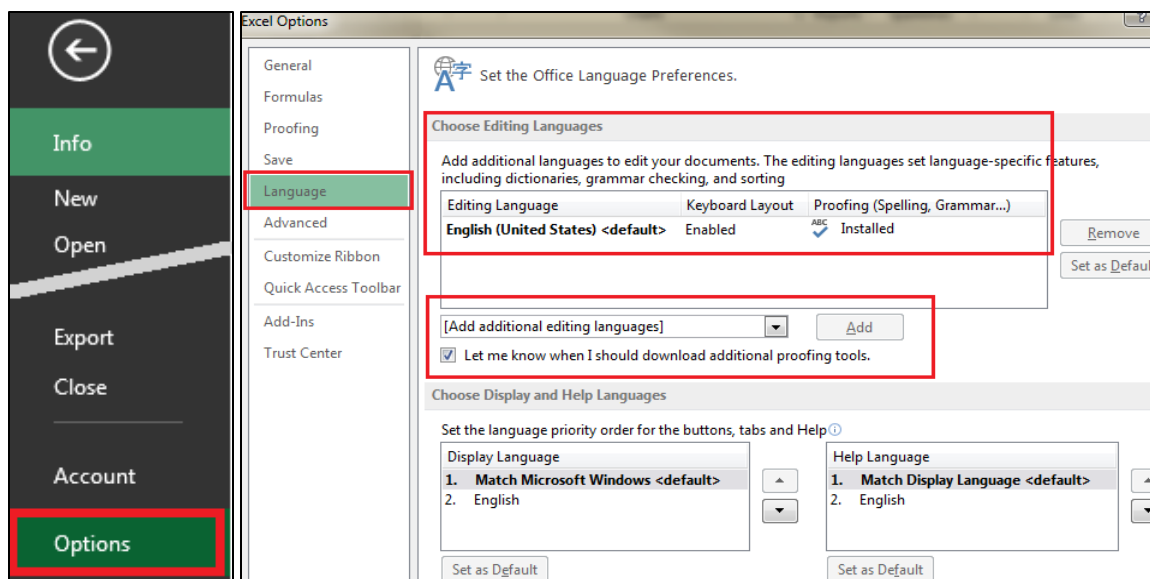 Info
New
Open
Export
Close
Account
Options
Excel Options
General
Formulas
Proofing
Save
Language
Advanced
Customize Ribbon
Quick Access Toolbar
Add-Ins
Trust Center
A字 Set the Office Language Preferences.
Choose Editing Languages
Add additional languages to edit your documents. The editing languages set language-specific features,
including dictionaries, grammar checking, and sorting
Editing Language Keyboard Layout Proofing (Spelling, Grammar...)
English (United States) <default> Enabled ABC Installed
Remove
Set as Defaul
[Add additional editing languages] Add
Let me know when I should download additional proofing tools.
Choose Display and Help Languages
Set the language priority order for the buttons, tabs and Help
Display Language
1. Match Microsoft Windows <default>
2. English
Set as Default
Help Language
1. Match Display Language <default>
2. English
Set as Default